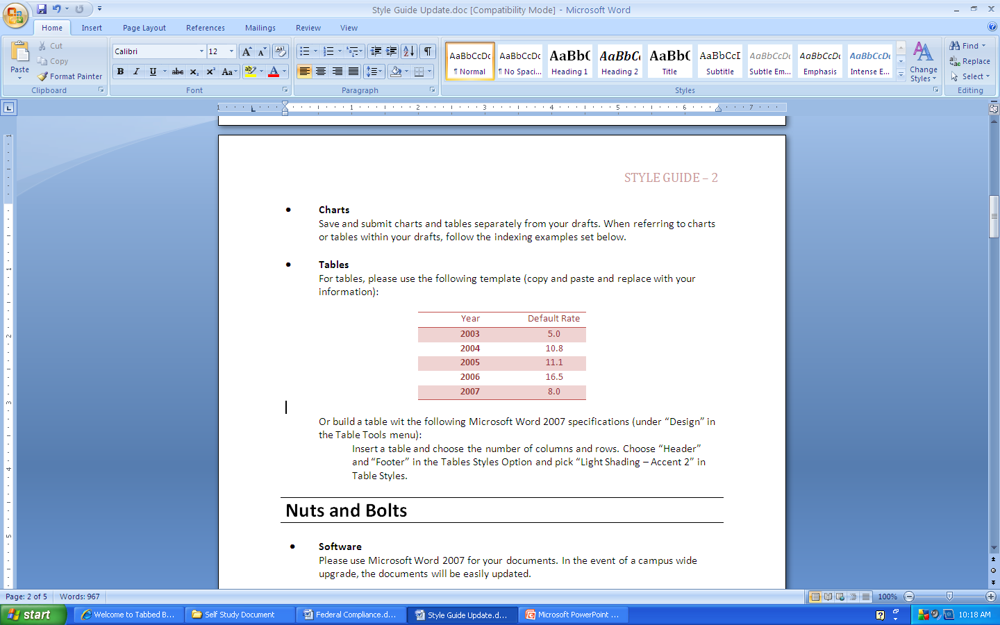 Style Guide Update.doc [Compatibility Mode] - Microsoft Word
Home Insert Page Layout References Mailings Review View
Paste
Cut
Copy
Format Painter
Clipboard
Calibri 12
Font
Paragraph
AaBbCcDc AaBbCcDc AaBbC AaBbCc AaBbC AaBbCcI AaBbCcDc AaBbCcDc AaBbCcDc
¶ Normal ¶ No Spaci... Heading 1 Heading 2 Title Subtitle Subtle Em... Emphasis Intense E...
Change Styles
Styles
Find
Replace
Select
Editing
1 1 2 3 4 5 6 7
STYLE GUIDE – 2
• Charts
Save and submit charts and tables separately from your drafts. When referring to charts
or tables within your drafts, follow the indexing examples set below.
• Tables
For tables, please use the following template (copy and paste and replace with your
information):
Year Default Rate
2003 5.0
2004 10.8
2005 11.1
2006 16.5
2007 8.0
Or build a table wit the following Microsoft Word 2007 specifications (under “Design” in
the Table Tools menu):
Insert a table and choose the number of columns and rows. Choose “Header”
and “Footer” in the Tables Styles Option and pick “Light Shading – Accent 2” in
Table Styles.
Nuts and Bolts
• Software
Please use Microsoft Word 2007 for your documents. In the event of a campus wide
upgrade, the documents will be easily updated.
Page: 2 of 5 Words: 967 100%
start Welcome to Tabbed B... Self Study Document Federal Compliance.d... Style Guide Update.d... Microsoft PowerPoint ... 10:18 AM